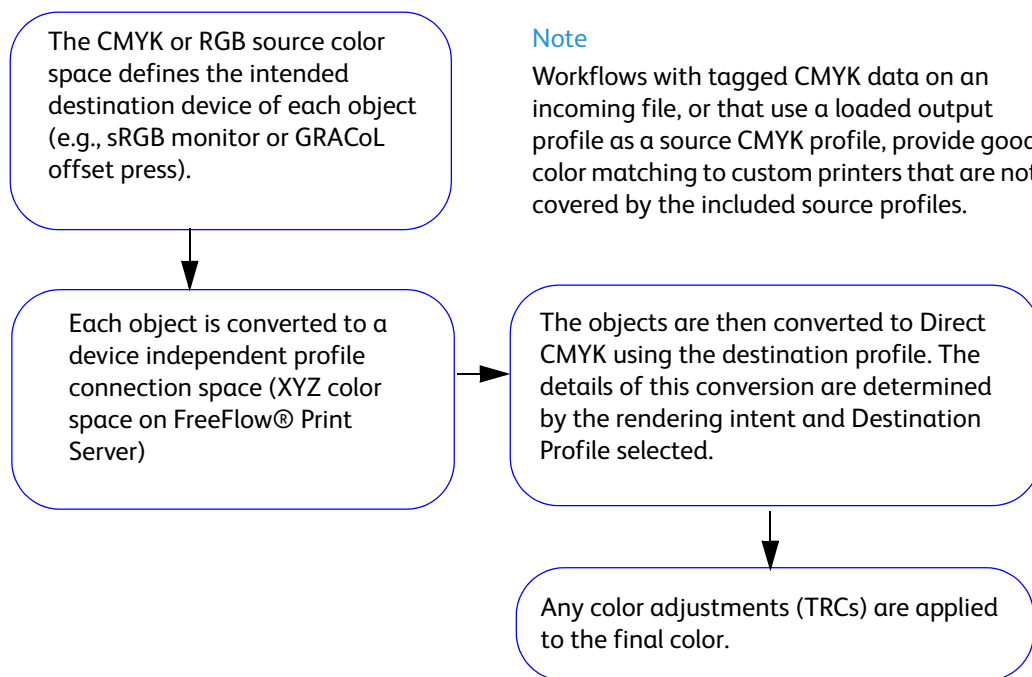 The CMYK or RGB source color
space defines the intended
destination device of each object
(e.g., sRGB monitor or GRACoL
offset press).
Note
Workflows with tagged CMYK data on an
incoming file, or that use a loaded output
profile as a source CMYK profile, provide good
color matching to custom printers that are not
covered by the included source profiles.
Each object is converted to a
device independent profile
connection space (XYZ color
space on FreeFlow® Print
Server)
The objects are then converted to Direct
CMYK using the destination profile. The
details of this conversion are determined
by the rendering intent and Destination
Profile selected.
Any color adjustments (TRCs) are applied
to the final color.